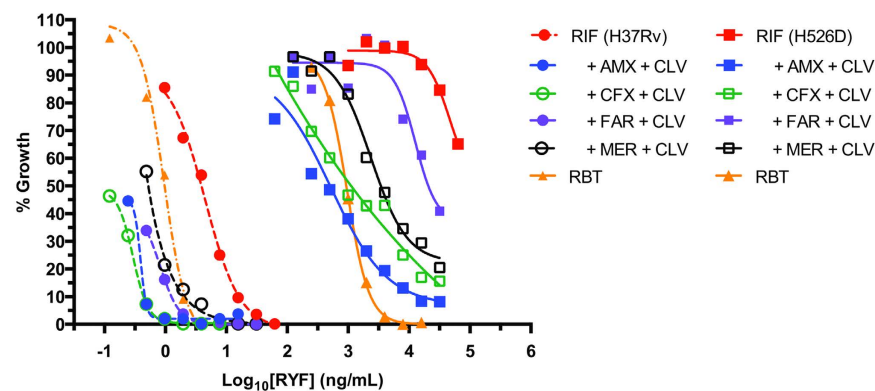 110
100
90
80
70
60
50
40
30
20
10
0
% Growth
-1 0 1 2 3 4 5 6
Log10[RYF] (ng/mL)
RIF (H37Rv) RIF (H526D)
+ AMX + CLV + AMX + CLV
+ CFX + CLV + CFX + CLV
+ FAR + CLV + FAR + CLV
+ MER + CLV + MER + CLV
RBT RBT